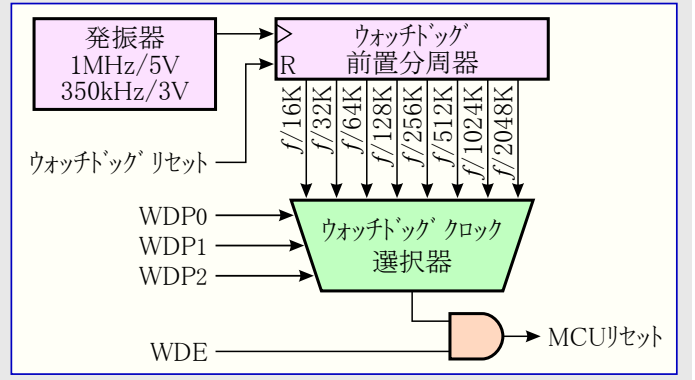 発振器
1MHz/5V
350kHz/3V
ウォッチドッグ
前置分周器
R
f/16K
f/32K
f/64K
f/128K
f/256K
f/512K
f/1024K
f/2048K
ウォッチドッグ リセット
WDP0
WDP1
WDP2
ウォッチドッグ クロック
選択器
WDE
MCUリセット